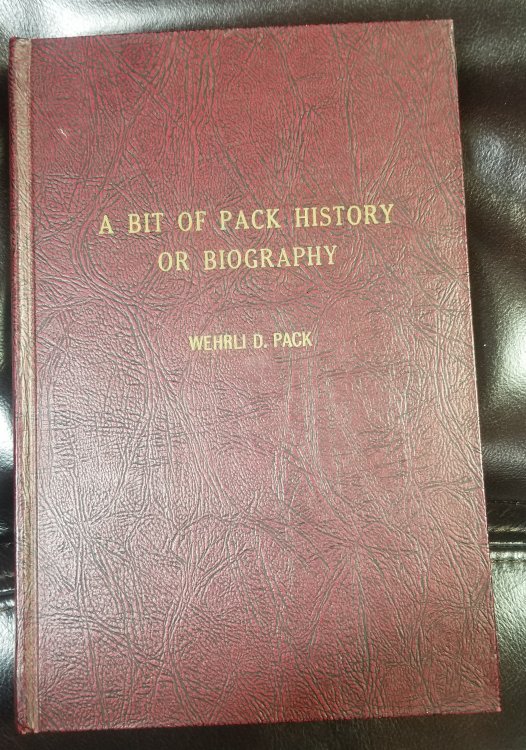 A BIT OF PACK HISTORY
OR BIOGRAPHY
WEHRLI D. PACK